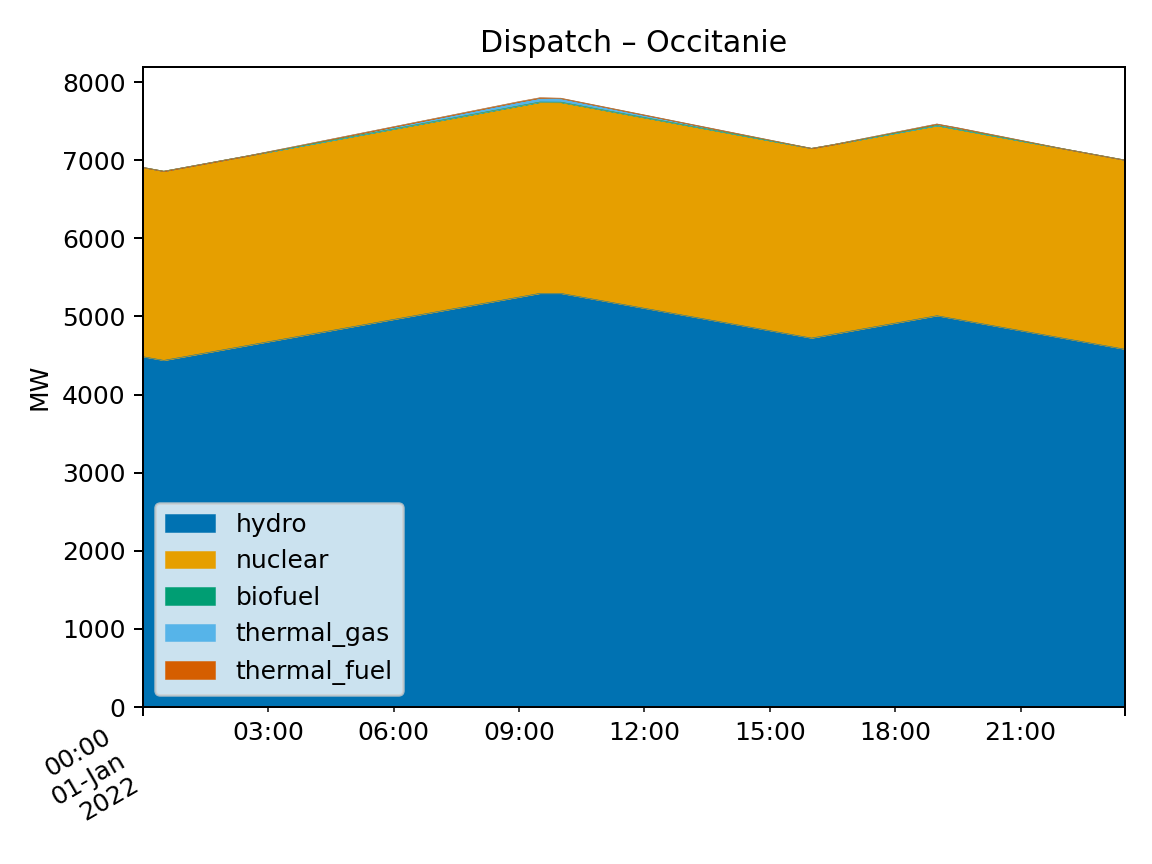 Dispatch – Occitanie
8000
7000
6000
5000
4000
3000
2000
1000
0
MW
hydro
nuclear
biofuel
thermal_gas
thermal_fuel
00:00
01-Jan
2022
03:00
06:00
09:00
12:00
15:00
18:00
21:00